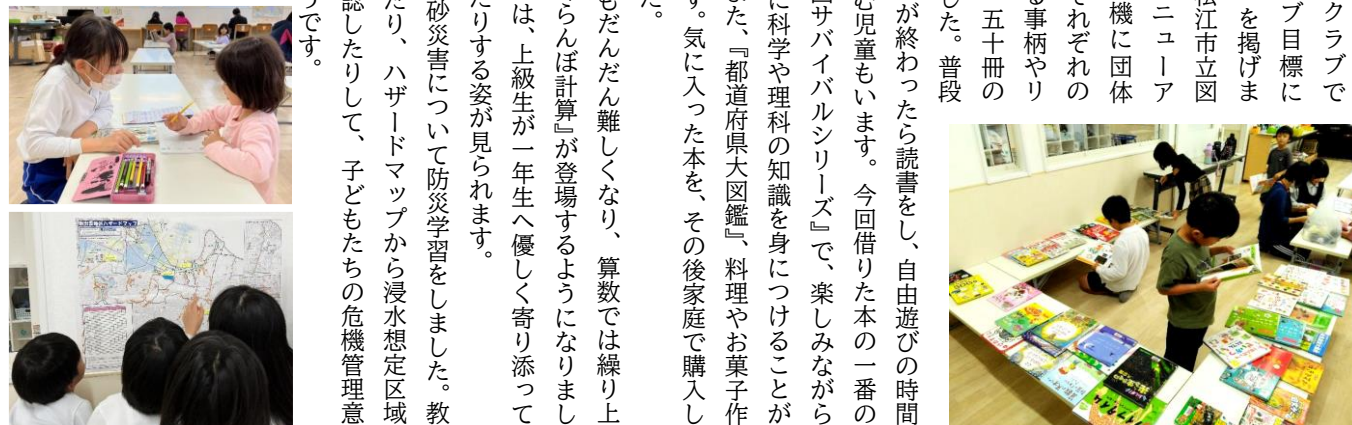 クラブで
ブ目標に
を掲げま
松江市立図
ニューア
機に団体
それぞれの
る事柄やリ
五十冊の
した。普段
が終わったら読書をし、自由遊びの時間
む児童もいます。今回借りた本の一番の
『サバイバルシリーズ』で、楽しみながら
に科学や理科の知識を身につけることが
また、『都道府県大図鑑』、料理やお菓子作
す。気に入った本を、その後家庭で購入し
た。
もだんだん難しくなり、算数では繰り上
くらんぼ計算』が登場するようになりまし
は、上級生が一年生へ優しく寄り添って
たりする姿が見られます。
砂災害について防災学習をしました。教
たり、ハザードマップから浸水想定区域
認したりして、子どもたちの危機管理意
うです。